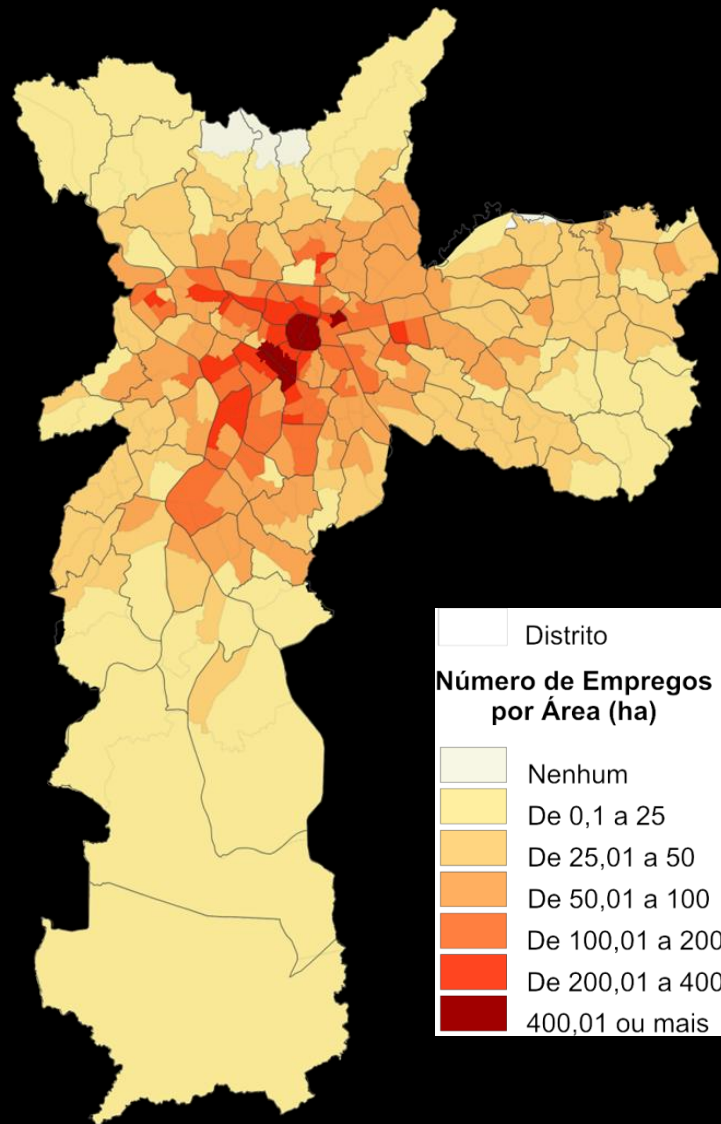 Distrito
Número de Empregos
por Área (ha)
Nenhum
De 0,1 a 25
De 25,01 a 50
De 50,01 a 100
De 100,01 a 200
De 200,01 a 400
400,01 ou mais